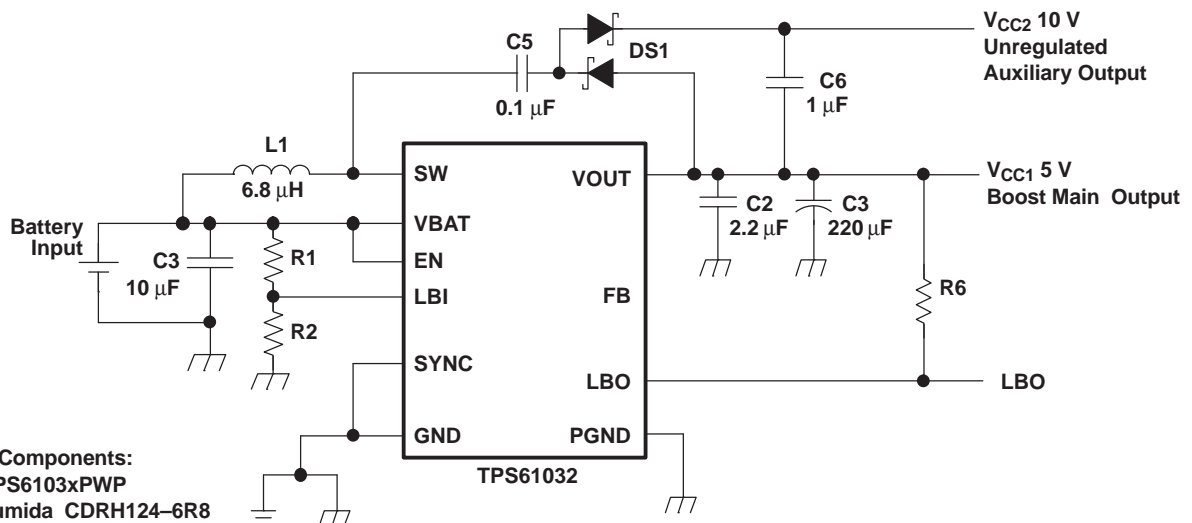 C5
0.1 µF
DS1
VCC2 10 V
Unregulated
Auxiliary Output
C6
1 µF
L1
6.8 µH
SW
VOUT
VCC1 5 V
Boost Main Output
C2
2.2 µF
C3
220 µF
Battery
Input
VBAT
C3
10 µF
R1
EN
LBI
FB
R6
R2
SYNC
LBO
LBO
GND
PGND
TPS61032
Components:
PS6103xPWP
umida CDRH124–6R8